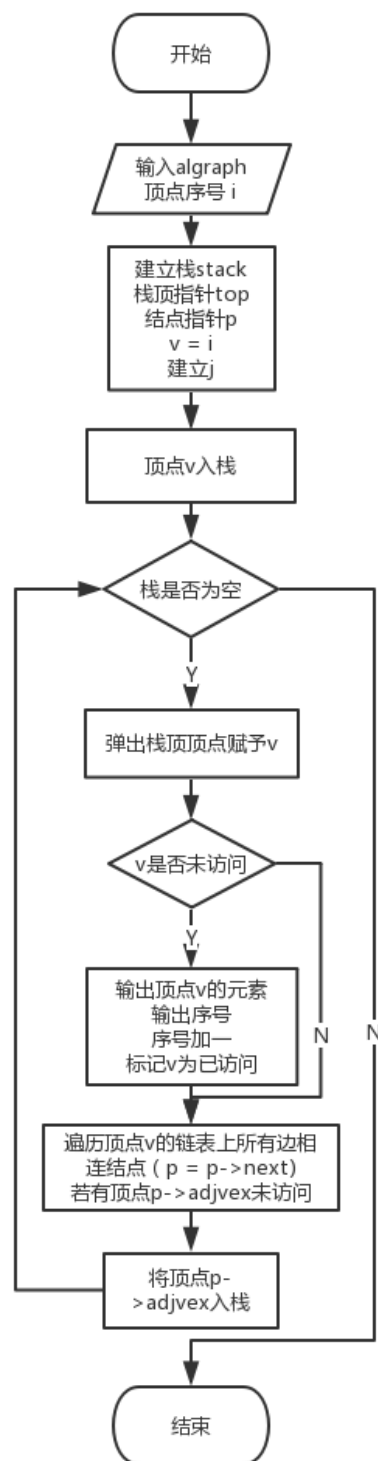 开始
输入algraph
顶点序号 i
建立栈stack
栈顶指针top
结点指针p
v = i
建立j
顶点v入栈
栈是否为空
Y
弹出栈顶顶点赋予v
v是否未访问
Y
输出顶点v的元素
输出序号
序号加一
标记v为已访问
N
N
遍历顶点v的链表上所有边相
连结点 ( p = p->next)
若有顶点p->adjvex未访问
将顶点p-
>adjvex入栈
结束